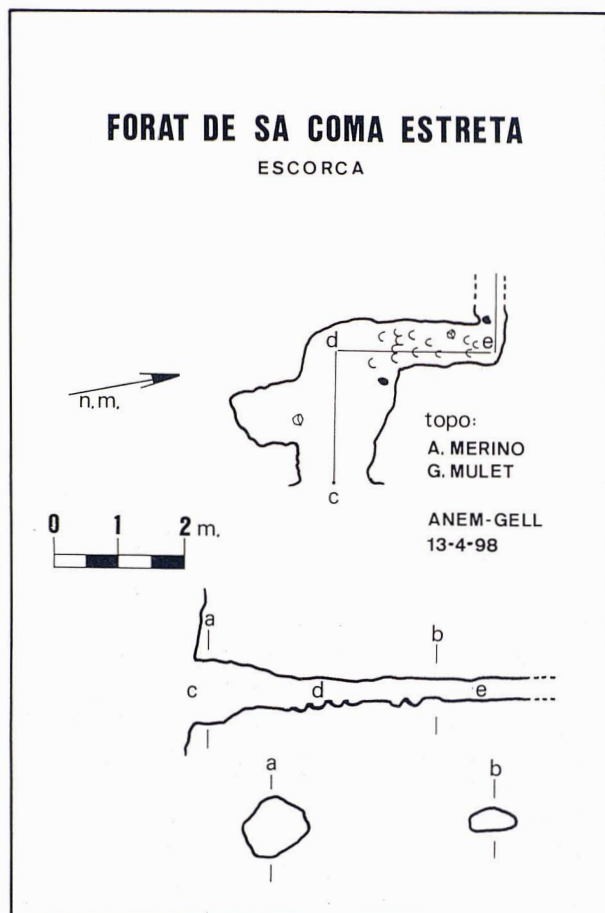 FORAT DE SA COMA ESTRETA
ESCORCA
d
e
n.m.
topo:
A. MERINO
G. MULET
c
ANEM-GELL
13-4-98
0 1 2 m.
a
b
c
d
e
a
b